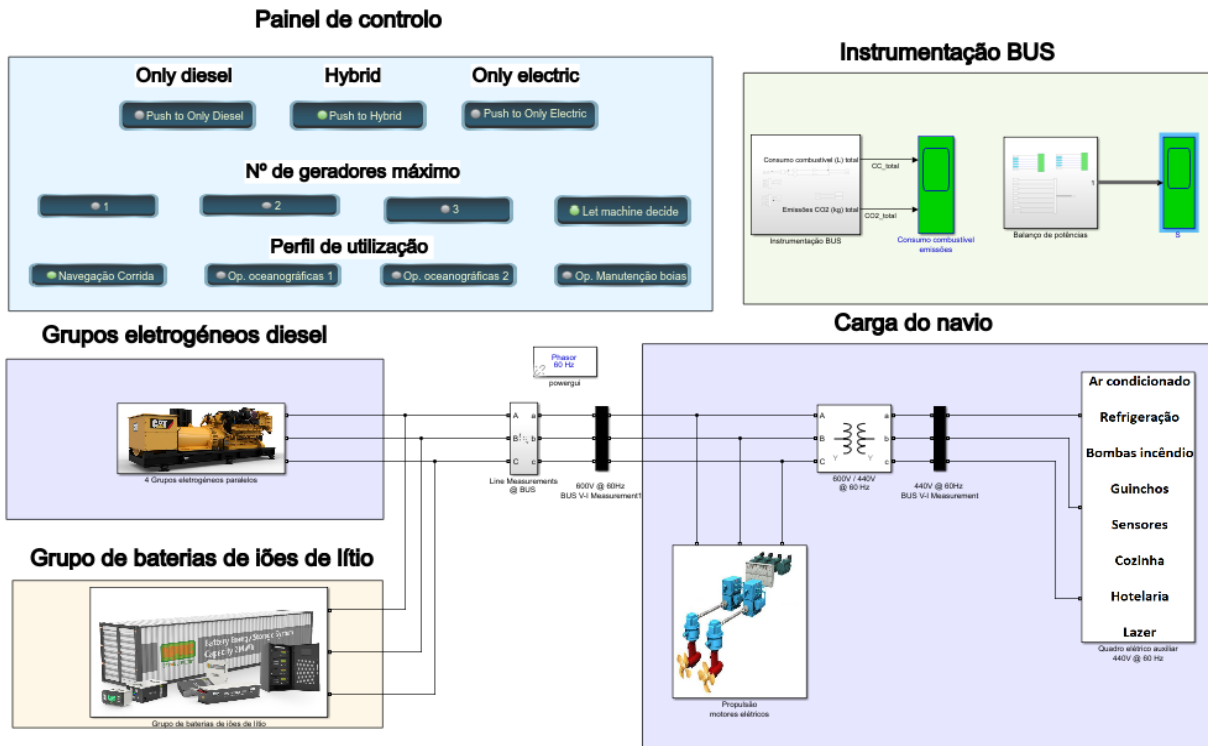 Painel de controlo
Only diesel
Hybrid
Only electric
Push to Only Diesel
Push to Hybrid
Push to Only Electric
Nº de geradores máximo
1
2
3
Let machine decide
Perfil de utilização
Navegação Corrida
Op. oceanográficas 1
Op. oceanográficas 2
Op. Manutenção boias
Instrumentação BUS
Consumo combustível (L) total
Emissões CO2 (kg) total
Instrumentação BUS
CC_total
CO2_total
Consumo combustível
emissões
1
Balanço de potências
S
Grupos eletrogéneos diesel
CAT
4 Grupos eletrogéneos paralelos
Grupo de baterias de iões de lítio
Battery Energy Storage System
Grupo de baterias de iões de lítio
Phasor
60 Hz
powergui
A
B
C
a
b
c
Line Measurements
@ BUS
600V @ 60Hz
BUS V-I Measurement1
Carga do navio
A
B
C
Y
Y
a
b
c
600V / 440V
@ 60 Hz
440V @ 60Hz
BUS V-I Measurement
Propulsão
motores elétricos
Ar condicionado
Refrigeração
Bombas incêndio
Guinchos
Sensores
Cozinha
Hotelaria
Lazer
Quadro elétrico auxiliar
440V @ 60 Hz